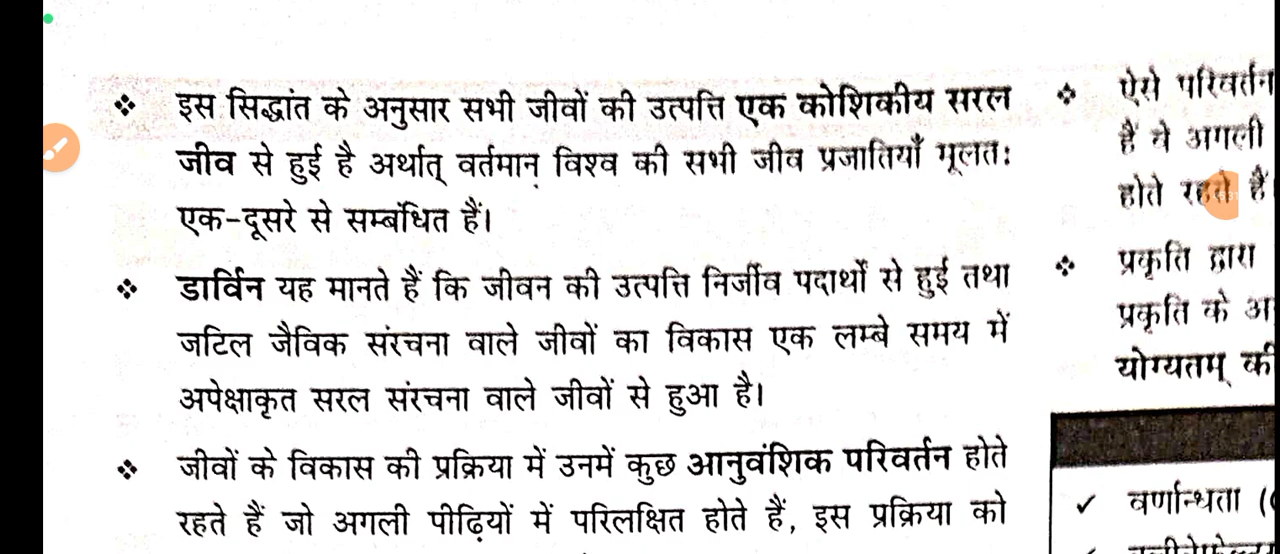 ❖ इस सिद्धांत के अनुसार सभी जीवों की उत्पत्ति एक कोशिकीय सरल
जीव से हुई है अर्थात् वर्तमान् विश्व की सभी जीव प्रजातियाँ मूलतः
एक-दूसरे से सम्बंधित हैं।
❖ डार्विन यह मानते हैं कि जीवन की उत्पत्ति निर्जीव पदार्थों से हुई तथा
जटिल जैविक संरचना वाले जीवों का विकास एक लम्बे समय में
अपेक्षाकृत सरल संरचना वाले जीवों से हुआ है।
❖ जीवों के विकास की प्रक्रिया में उनमें कुछ आनुवंशिक परिवर्तन होते
रहते हैं जो अगली पीढ़ियों में परिलक्षित होते हैं, इस प्रक्रिया को
❖ ऐसे परिवर्तन
हैं वे अगली
होते रहते हैं
❖ प्रकृति द्वारा
प्रकृति के
योग्यतम् की
✓ वर्णान्धता (